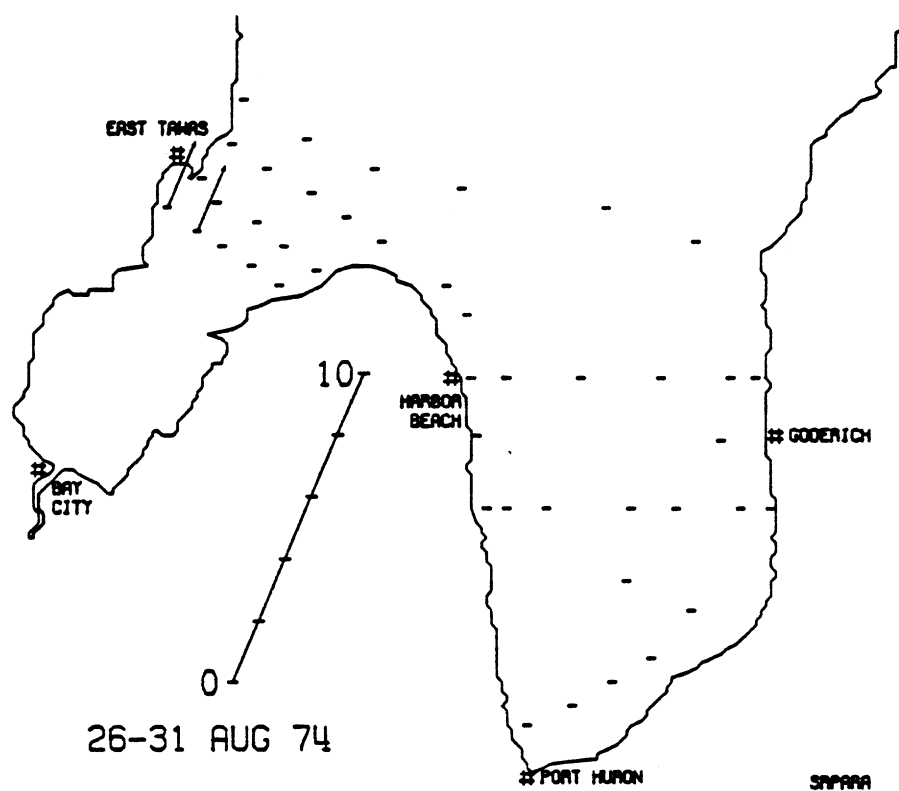 EAST TAWAS
#
10
#
HARBOR
BEACH
# GODERICH
#
BAY
CITY
0
26-31 AUG 74
# PORT HURON
SAPARA